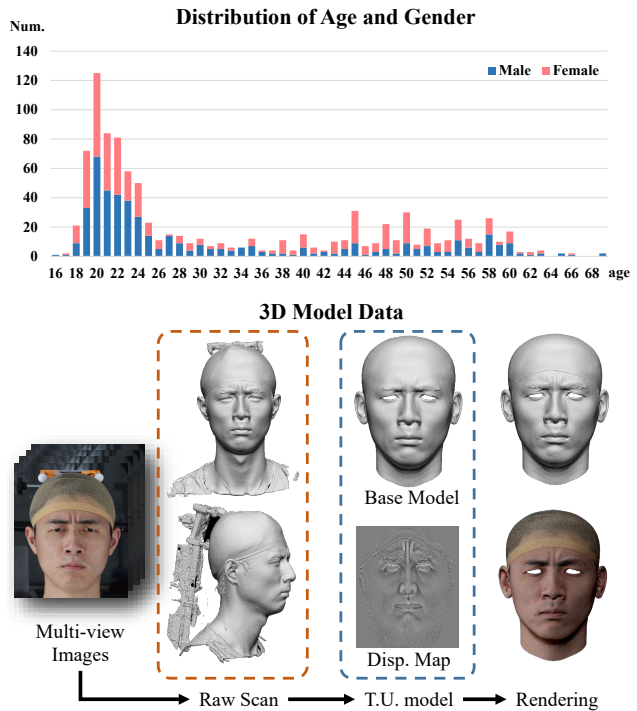 Distribution of Age and Gender
Num.
140
120
100
80
60
40
20
0
Male Female
16 17 18 20 22 24 26 28 30 32 34 36 38 40 42 44 46 48 50 52 54 56 58 60 62 64 66 68 age
3D Model Data
Base Model
Multi-view
Images
Disp. Map
Raw Scan
T.U. model
Rendering